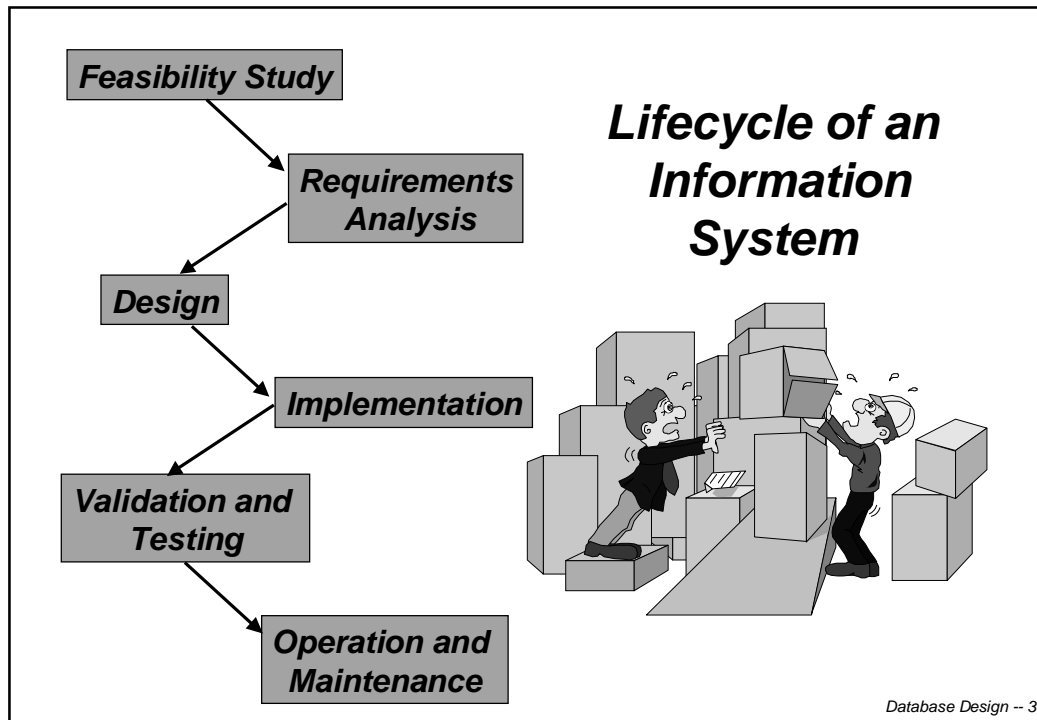 Feasibility Study
Requirements
Analysis
Design
Implementation
Validation and
Testing
Operation and
Maintenance
Lifecycle of an
Information
System
Database Design -- 3